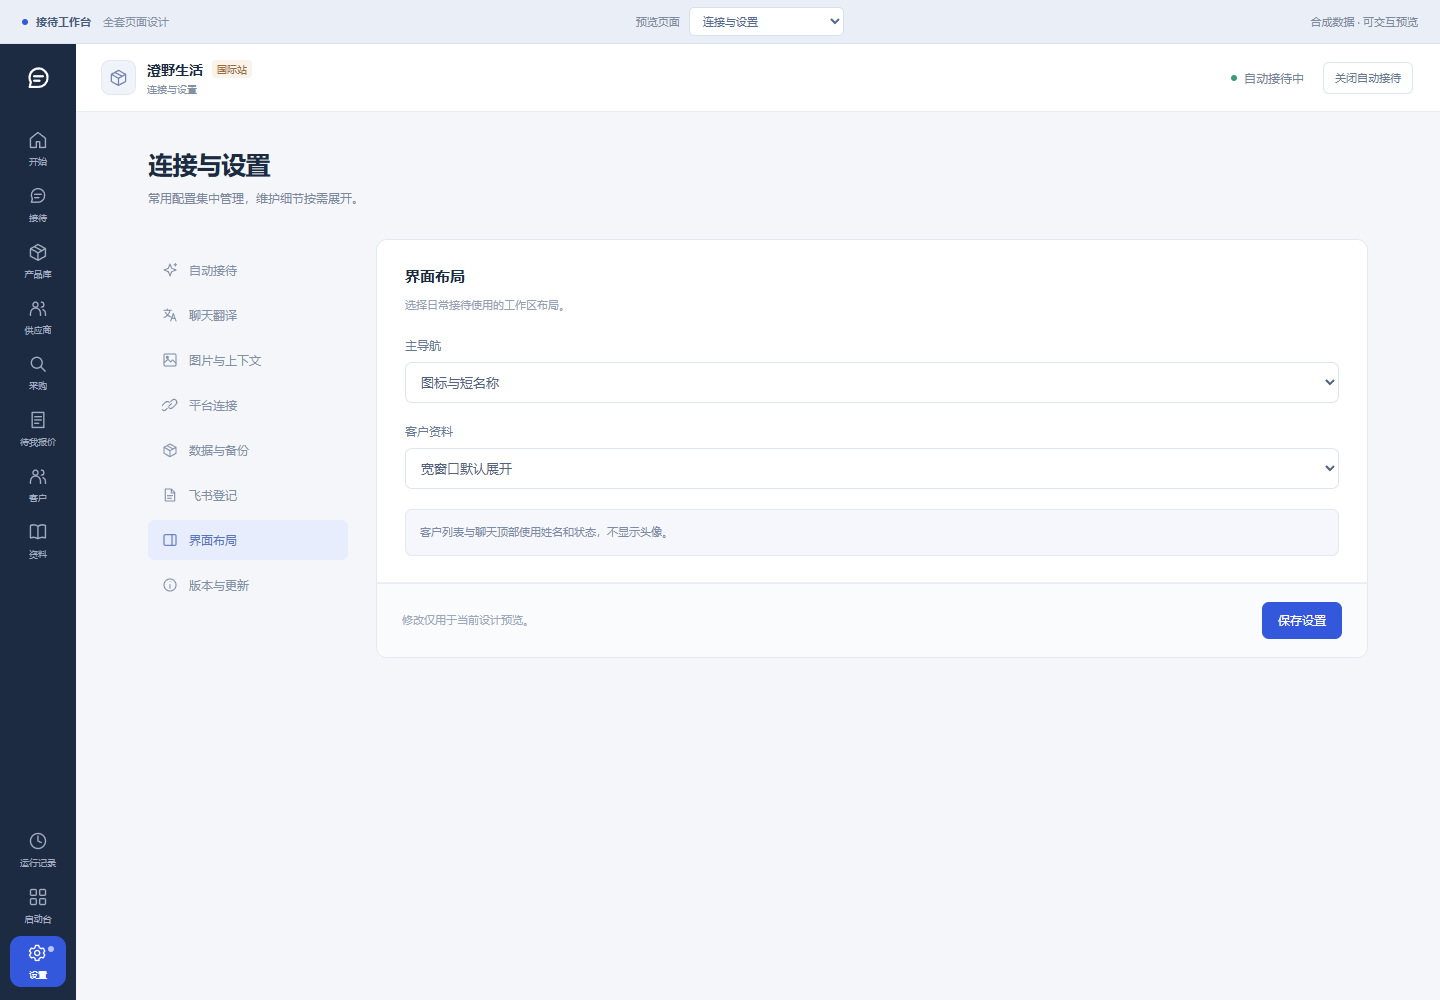 接待工作台 全套页面设计
预览页面 连接与设置
合成数据 · 可交互预览
澄野生活 国际站
连接与设置
自动接待中
关闭自动接待
开始
接待
产品库
供应商
采购
待我报价
客户
资料
运行记录
启动台
设置
连接与设置
常用配置集中管理，维护细节按需展开。
自动接待
聊天翻译
图片与上下文
平台连接
数据与备份
飞书登记
界面布局
版本与更新
界面布局
选择日常接待使用的工作区布局。
主导航
图标与短名称
客户资料
宽窗口默认展开
客户列表与聊天顶部使用姓名和状态，不显示头像。
修改仅用于当前设计预览。
保存设置